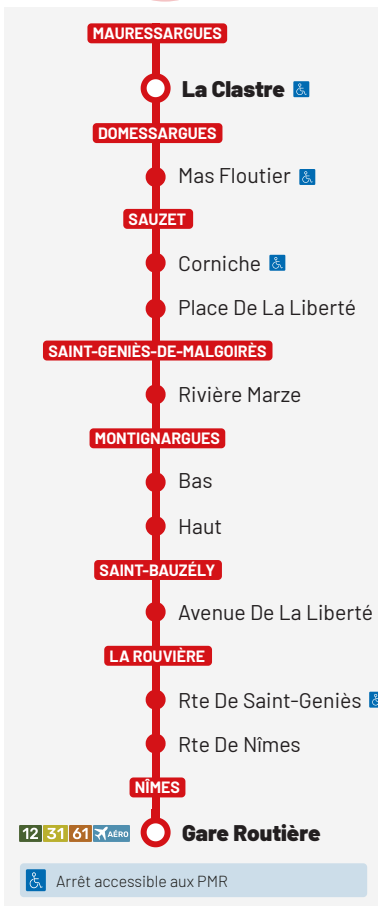 MAURESSARGUES
La Clastre
DOMESSARGUES
Mas Floutier
SAUZET
Corniche
Place De La Liberté
SAINT-GENIÈS-DE-MALGOIRÈS
Rivière Marze
MONTIGNARGUES
Bas
Haut
SAINT-BAUZÉLY
Avenue De La Liberté
LA ROUVIÈRE
Rte De Saint-Geniès
Rte De Nîmes
NÎMES
12 31 61 AÉRO Gare Routière
Arrêt accessible aux PMR